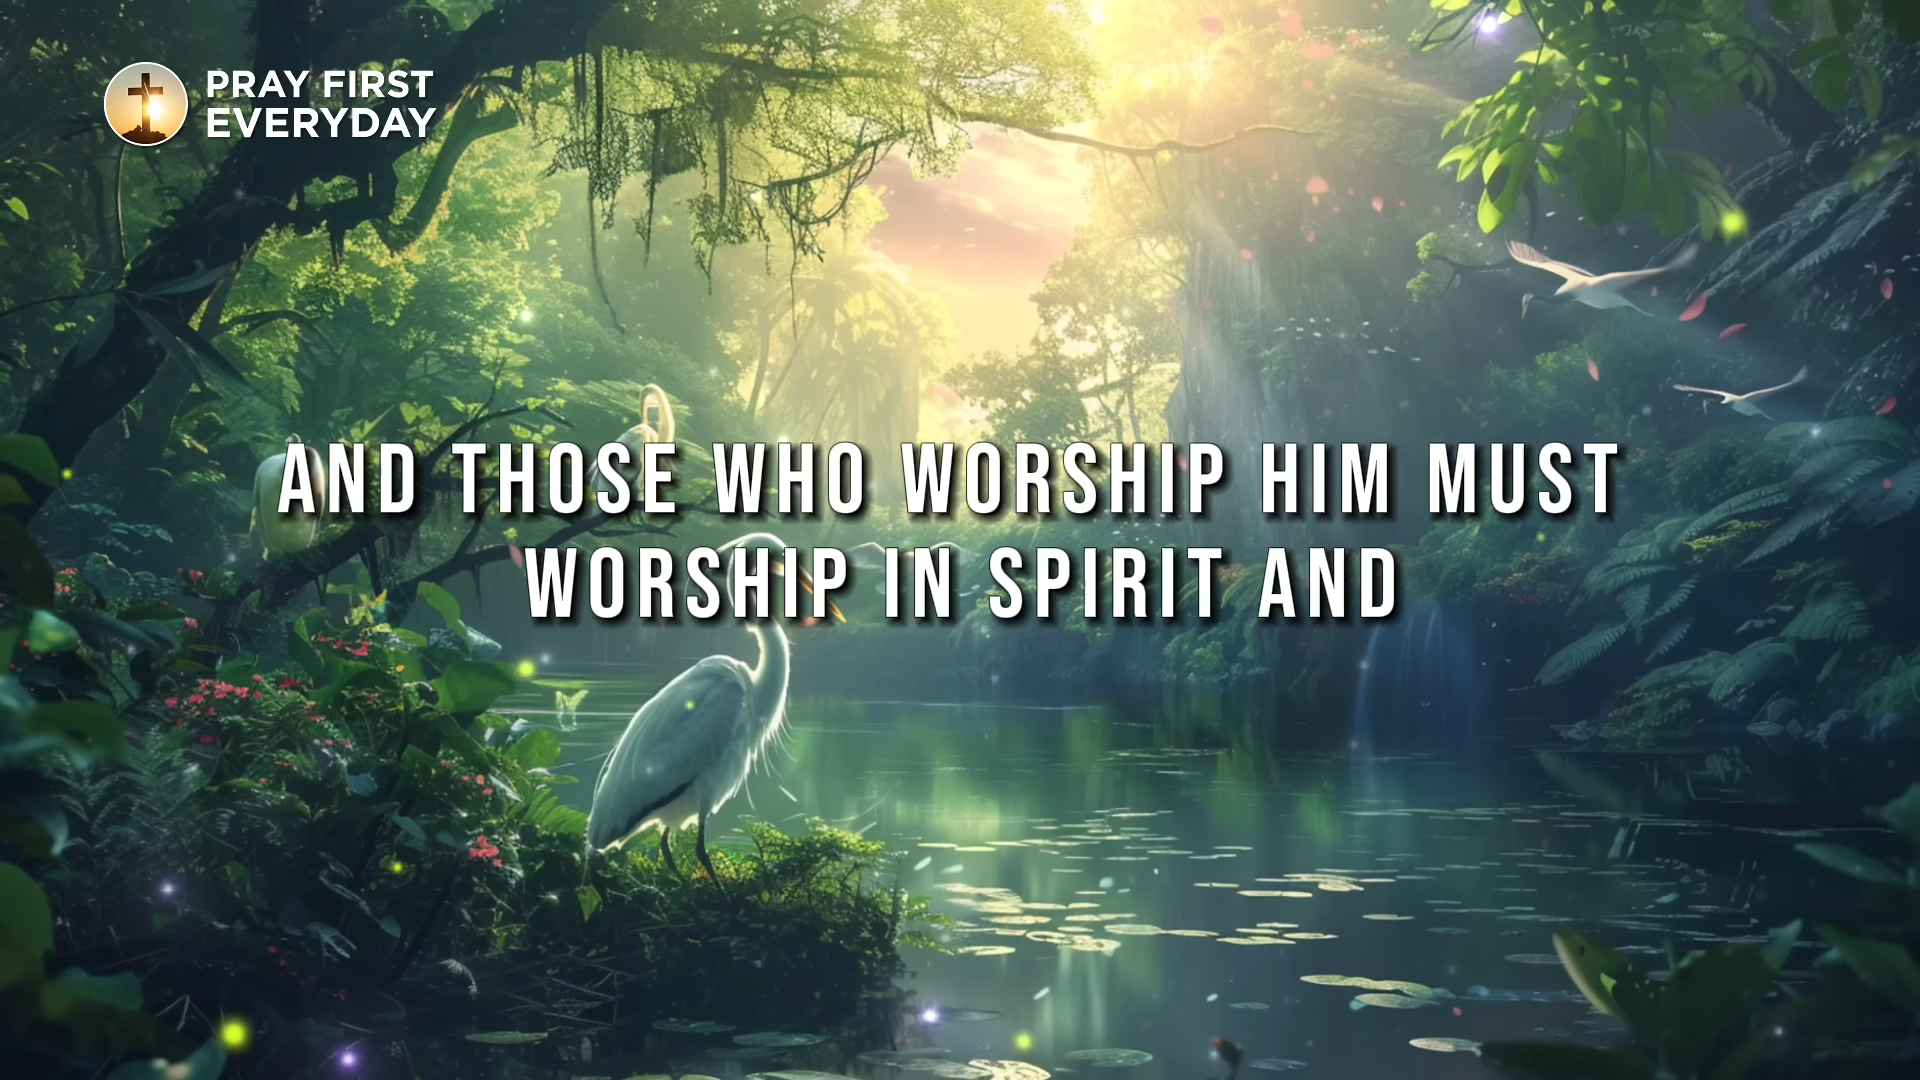 PRAY FIRST
EVERYDAY
AND THOSE WHO WORSHIP HIM MUST
WORSHIP IN SPIRIT AND